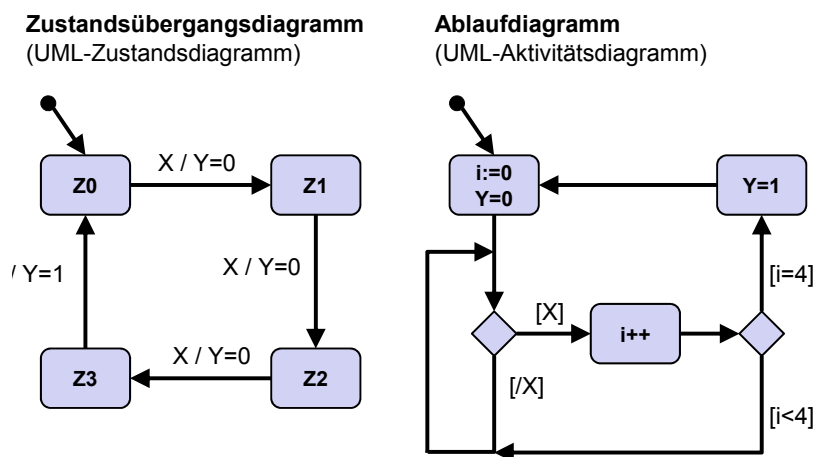 Zustandsübergangsdiagramm
(UML-Zustandsdiagramm)
Z0
X / Y=0
Z1
X / Y=0
/ Y=1
Z3
X / Y=0
Z2
Ablaufdiagramm
(UML-Aktivitätsdiagramm)
i:=0
Y=0
Y=1
[i=4]
[X]
i++
[/X]
[i<4]